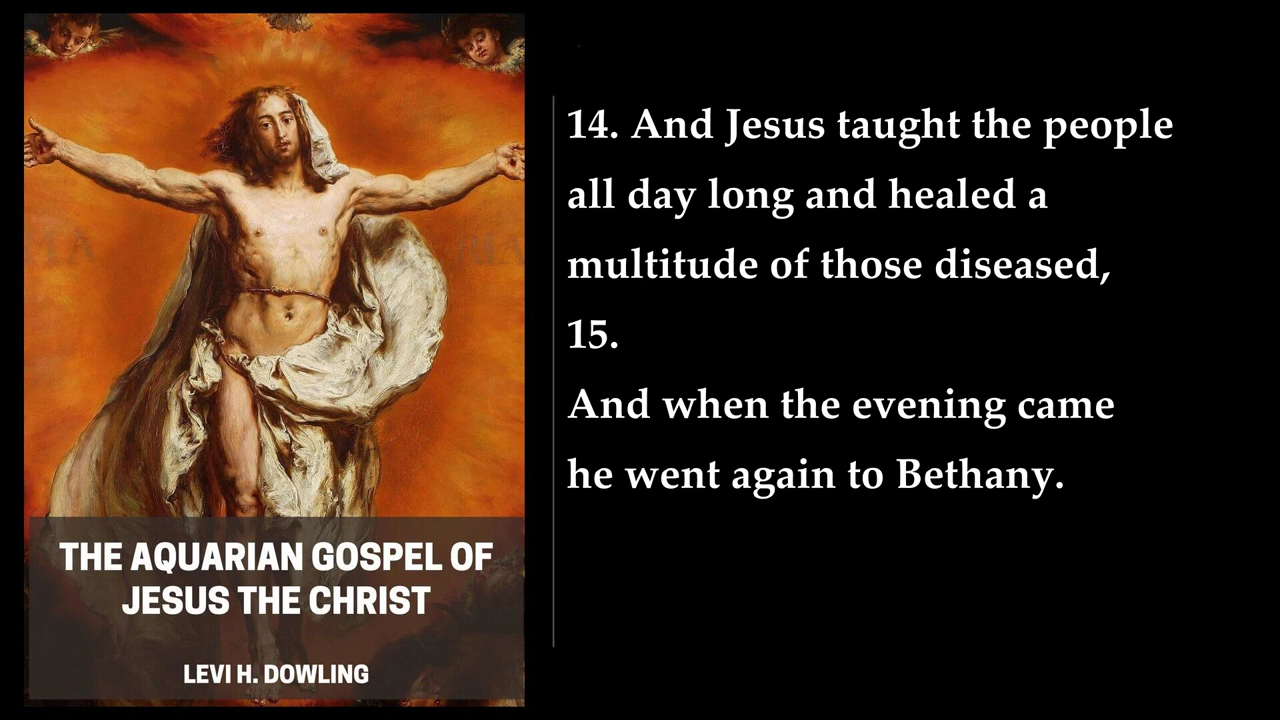 14. And Jesus taught the people
all day long and healed a
multitude of those diseased,
15.
And when the evening came
he went again to Bethany.
THE AQUARIAN GOSPEL OF
JESUS THE CHRIST
LEVI H. DOWLING